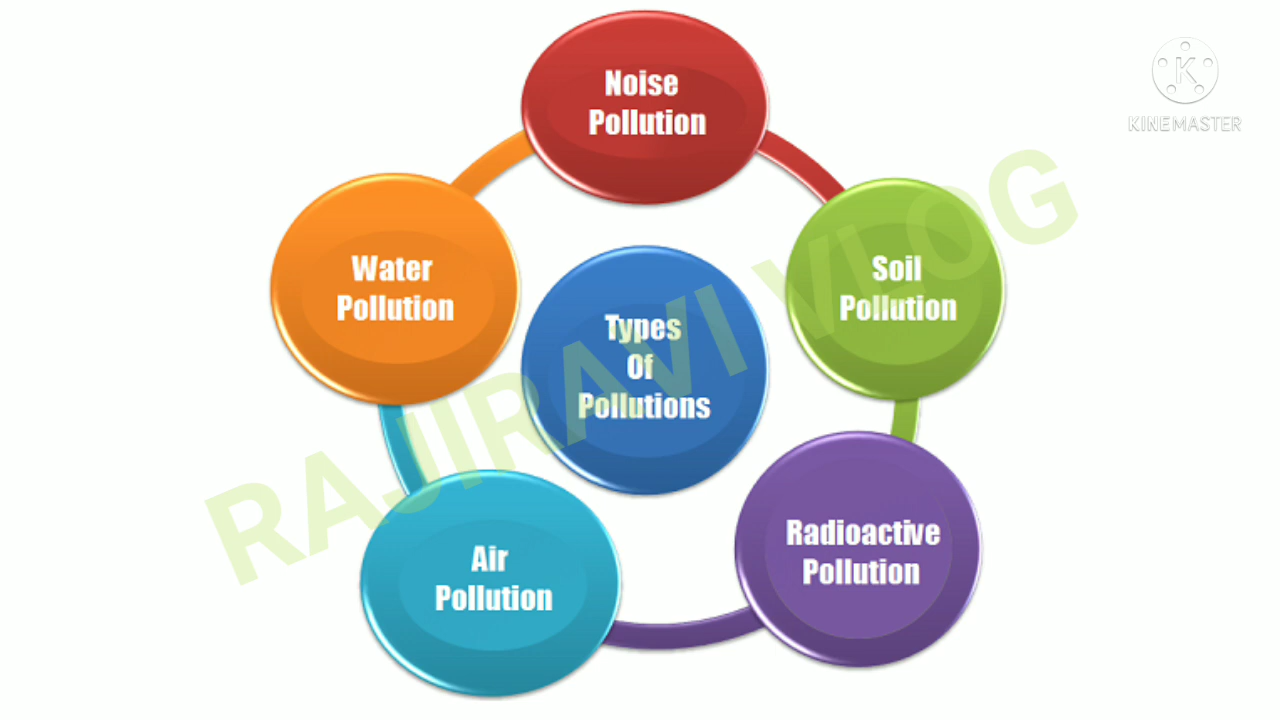 Noise
Pollution
KINEMASTER
Water
Pollution
Soil
Pollution
Types
Of
Pollutions
RAJIRAVI VLOG
Radioactive
Pollution
Air
Pollution